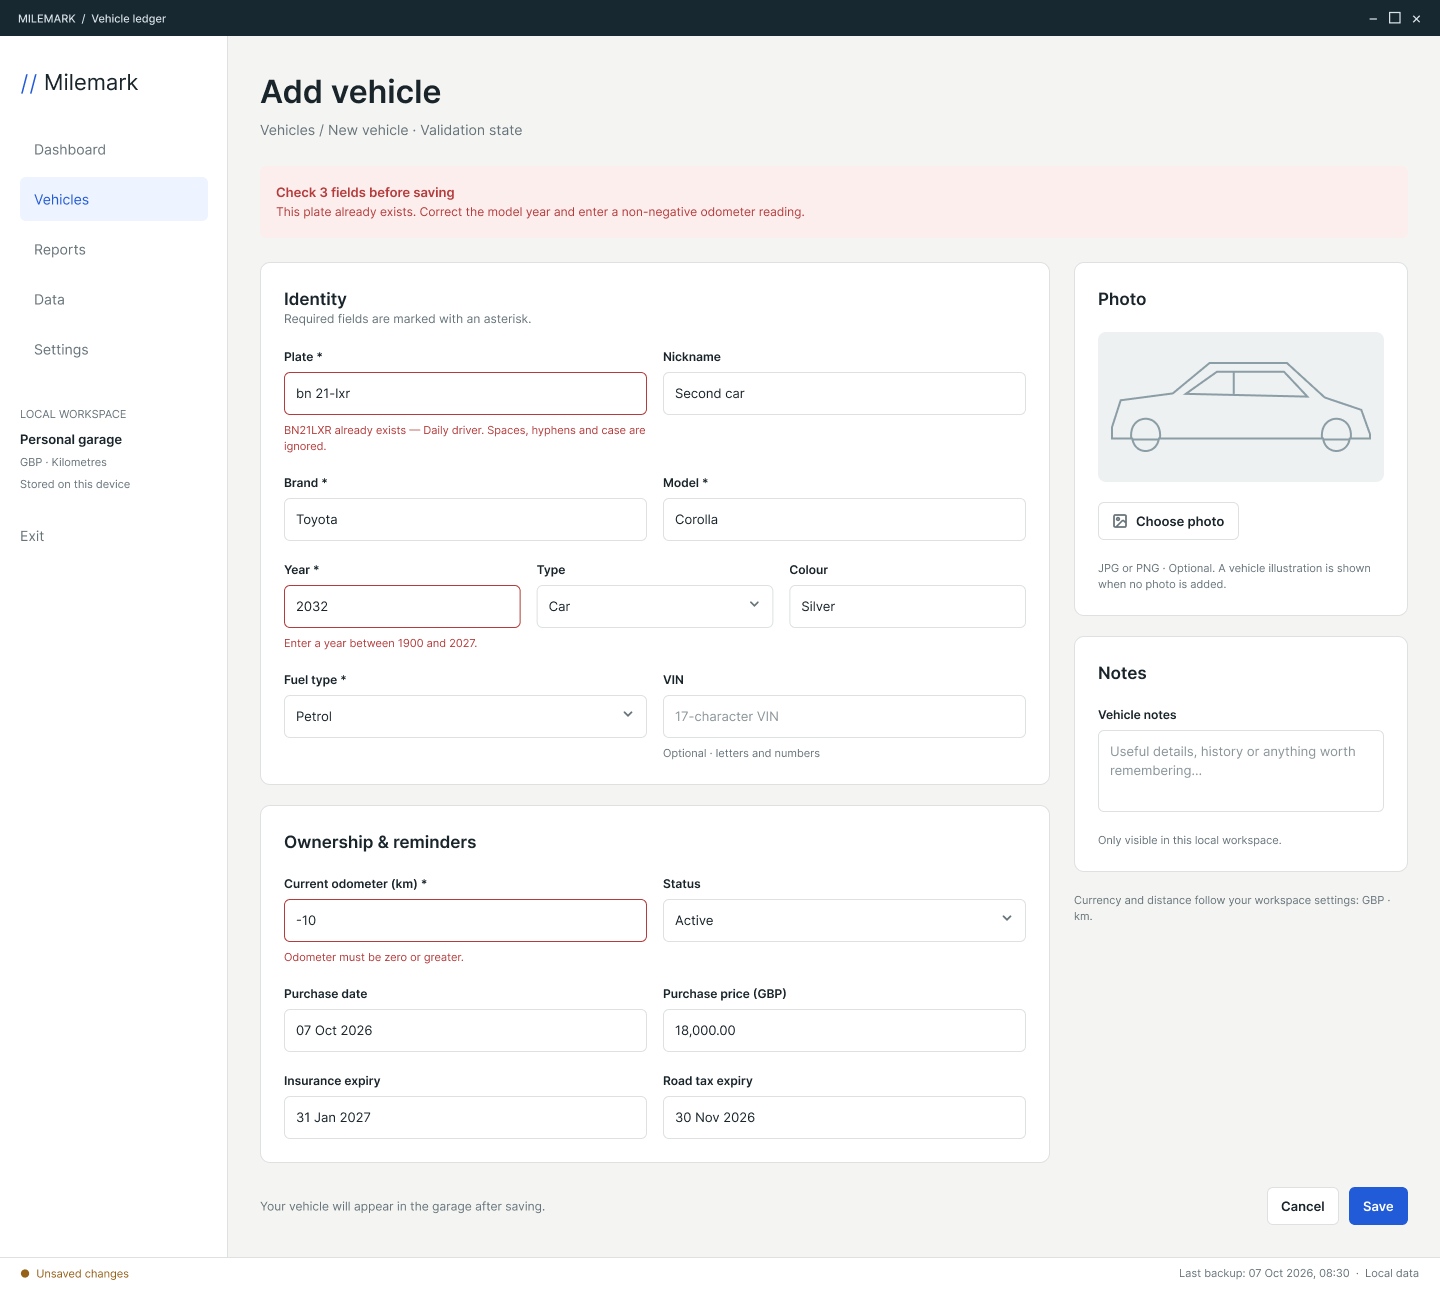 MILEMARK / Vehicle ledger
// Milemark
Dashboard
Vehicles
Reports
Data
Settings
LOCAL WORKSPACE
Personal garage
GBP · Kilometres
Stored on this device
Exit
Add vehicle
Vehicles / New vehicle · Validation state
Check 3 fields before saving
This plate already exists. Correct the model year and enter a non-negative odometer reading.
Identity
Required fields are marked with an asterisk.
Plate *
bn 21-lxr
BN21LXR already exists — Daily driver. Spaces, hyphens and case are
ignored.
Nickname
Second car
Brand *
Toyota
Model *
Corolla
Year *
2032
Enter a year between 1900 and 2027.
Type
Car
Colour
Silver
Fuel type *
Petrol
VIN
17-character VIN
Optional · letters and numbers
Ownership & reminders
Current odometer (km) *
-10
Odometer must be zero or greater.
Status
Active
Purchase date
07 Oct 2026
Purchase price (GBP)
18,000.00
Insurance expiry
31 Jan 2027
Road tax expiry
30 Nov 2026
Photo
Choose photo
JPG or PNG · Optional. A vehicle illustration is shown
when no photo is added.
Notes
Vehicle notes
Useful details, history or anything worth
remembering...
Only visible in this local workspace.
Currency and distance follow your workspace settings: GBP ·
km.
Your vehicle will appear in the garage after saving.
Cancel
Save
Unsaved changes
Last backup: 07 Oct 2026, 08:30 · Local data